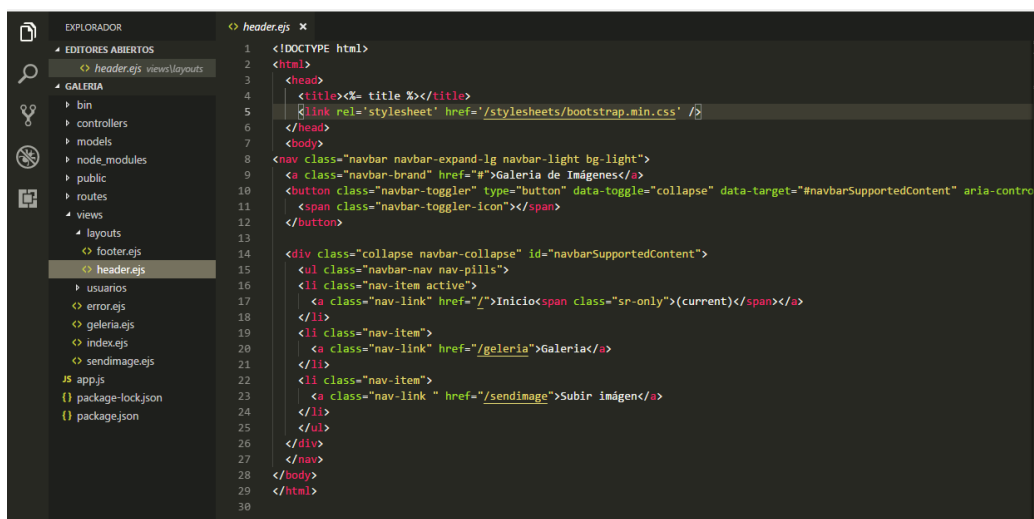 EXPLORADOR
EDITORES ABIERTOS
header.ejs views\layouts
GALERIA
bin
controllers
models
node_modules
public
routes
views
layouts
footer.ejs
header.ejs
usuarios
error.ejs
geleria.ejs
index.ejs
sendimage.ejs
JS app.js
{} package-lock.json
{} package.json
header.ejs ×
1 <!DOCTYPE html>
2 <html>
3 <head>
4 <title><%= title %></title>
5 <link rel='stylesheet' href='/stylesheets/bootstrap.min.css' />
6 </head>
7 <body>
8 <nav class="navbar navbar-expand-lg navbar-light bg-light">
9 <a class="navbar-brand" href="#">Galeria de Imágenes</a>
10 <button class="navbar-toggler" type="button" data-toggle="collapse" data-target="#navbarSupportedContent" aria-contro
11 <span class="navbar-toggler-icon"></span>
12 </button>
13
14 <div class="collapse navbar-collapse" id="navbarSupportedContent">
15 <ul class="navbar-nav nav-pills">
16 <li class="nav-item active">
17 <a class="nav-link" href="/">Inicio<span class="sr-only">(current)</span></a>
18 </li>
19 <li class="nav-item">
20 <a class="nav-link" href="/geleria">Galeria</a>
21 </li>
22 <li class="nav-item">
23 <a class="nav-link " href="/sendimage">Subir imágen</a>
24 </li>
25 </ul>
26 </div>
27 </nav>
28 </body>
29 </html>
30